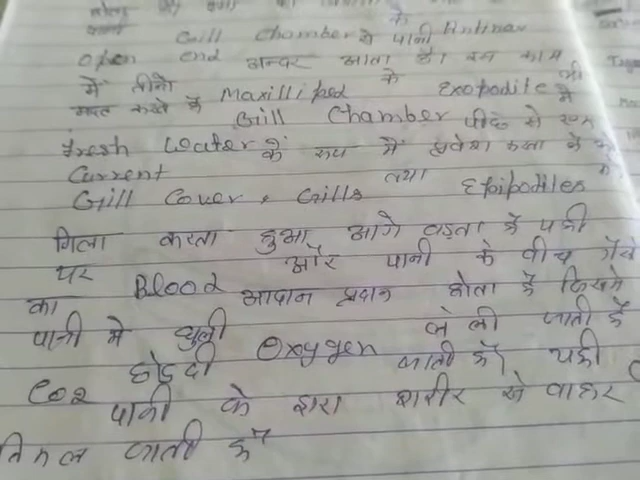 Gill Chamber से पानी Antinar
open end अन्दर आता है। इस काम
में तीनो Maxilliped के Exopodite भी
मदद करते हैं Gill Chamber में
पीछे से एक
fresh water के रूप में प्रवेश करता
Current
Gill Cover, Gills तथा Epipodites को
गिला करता हुआ आगे बढ़ता है यही
पर Blood और पानी के बीच गैसों
का आदान प्रदान होता है जिसमे
पानी में घुली Oxygen ले ली जाती है
CO2 छोड़ दी जाती हैं। यही
पानी के द्वारा शरीर से बाहर
निकल जाती हैं